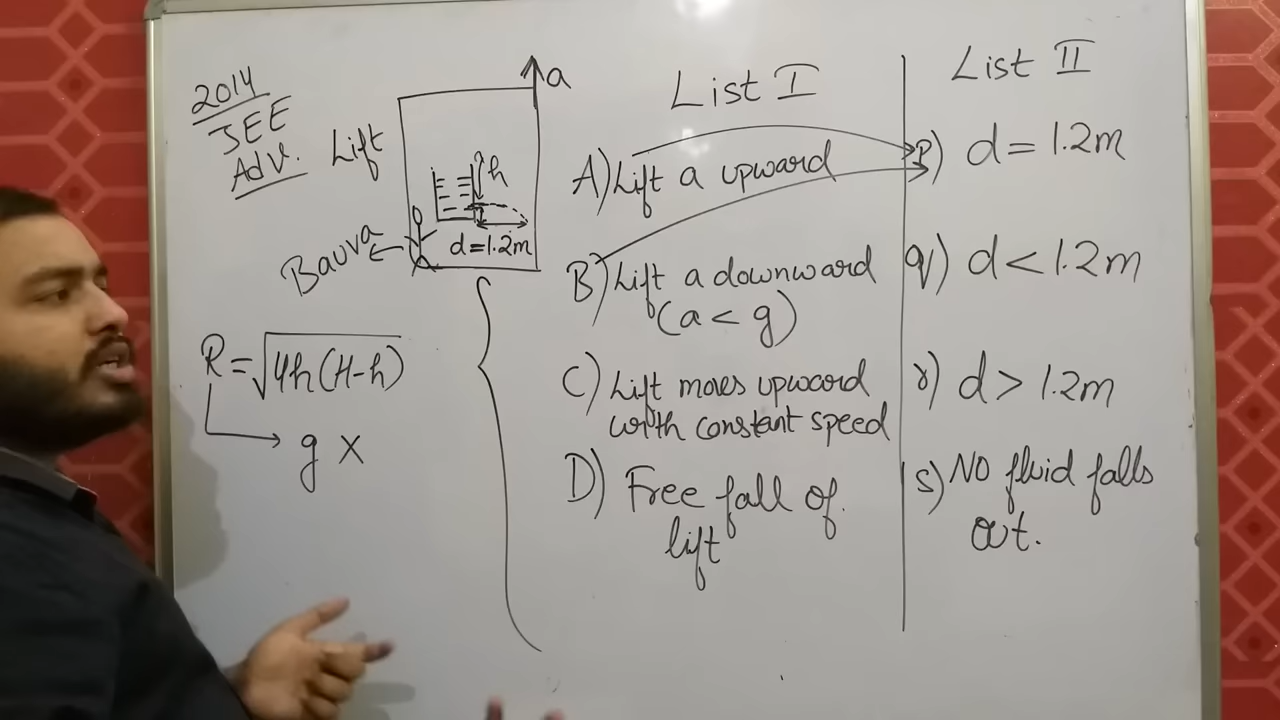 2014
JEE
Adv.
Lift
a
h
d=1.2m
Bauva
R=√4h(H-h)
g X
List I
A) Lift a upward
B) Lift a downward
(a < g)
C) Lift moves upward
with constant speed
D) Free fall of
lift
List II
p) d = 1.2m
q) d < 1.2m
r) d > 1.2m
s) No fluid falls
out.